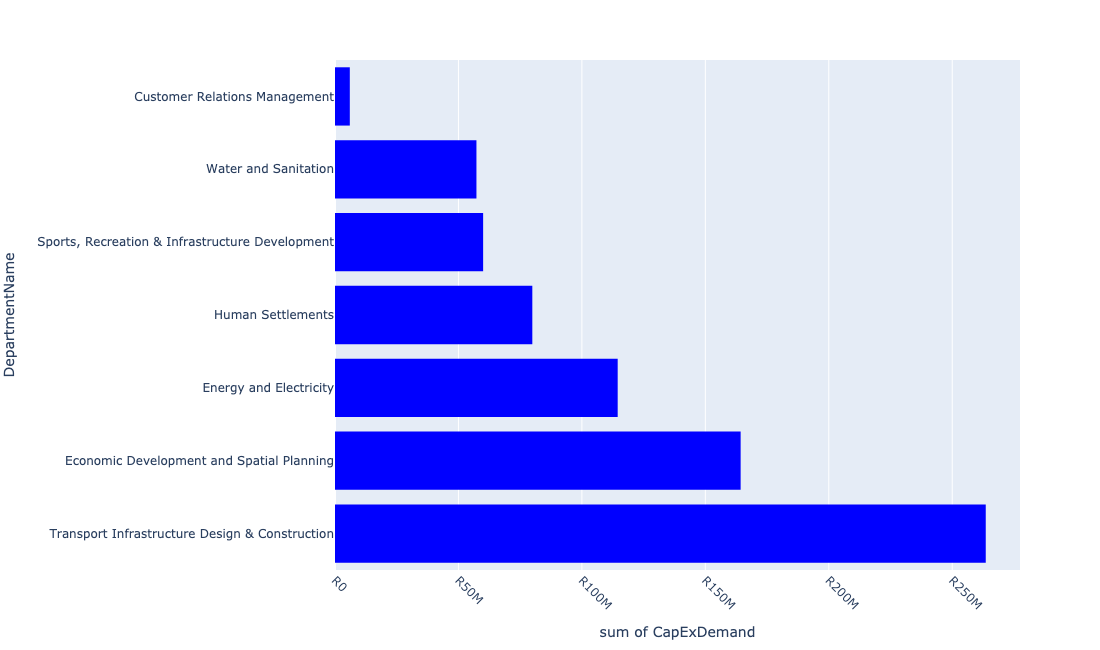 Customer Relations Management
Water and Sanitation
Sports, Recreation & Infrastructure Development
Human Settlements
Energy and Electricity
Economic Development and Spatial Planning
Transport Infrastructure Design & Construction
DepartmentName
R0
R50M
R100M
R150M
R200M
R250M
sum of CapExDemand